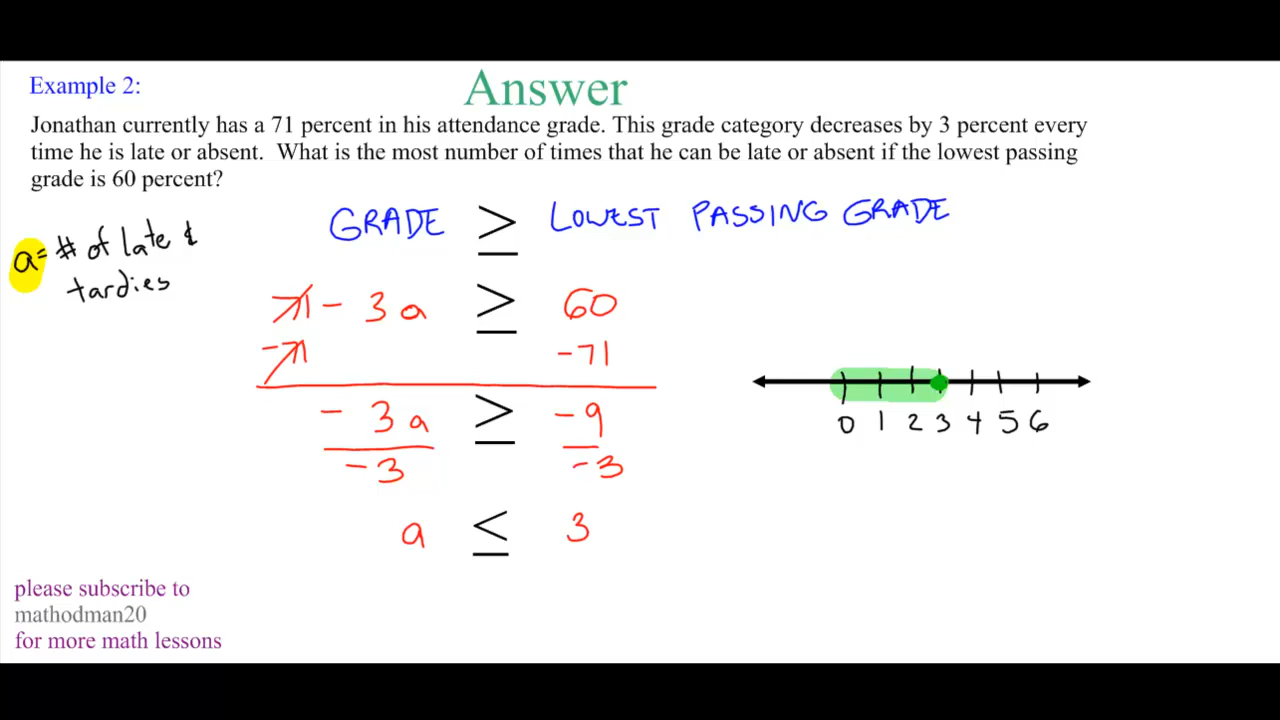 Example 2:
Answer
Jonathan currently has a 71 percent in his attendance grade. This grade category decreases by 3 percent every
time he is late or absent.  What is the most number of times that he can be late or absent if the lowest passing
grade is 60 percent?
GRADE ≥ LOWEST PASSING GRADE
a = # of late &
tardies
71 - 3a ≥ 60
-71 -71
-3a ≥ -9
-3 -3
a ≤ 3
0 1 2 3 4 5 6
please subscribe to
mathodman20
for more math lessons